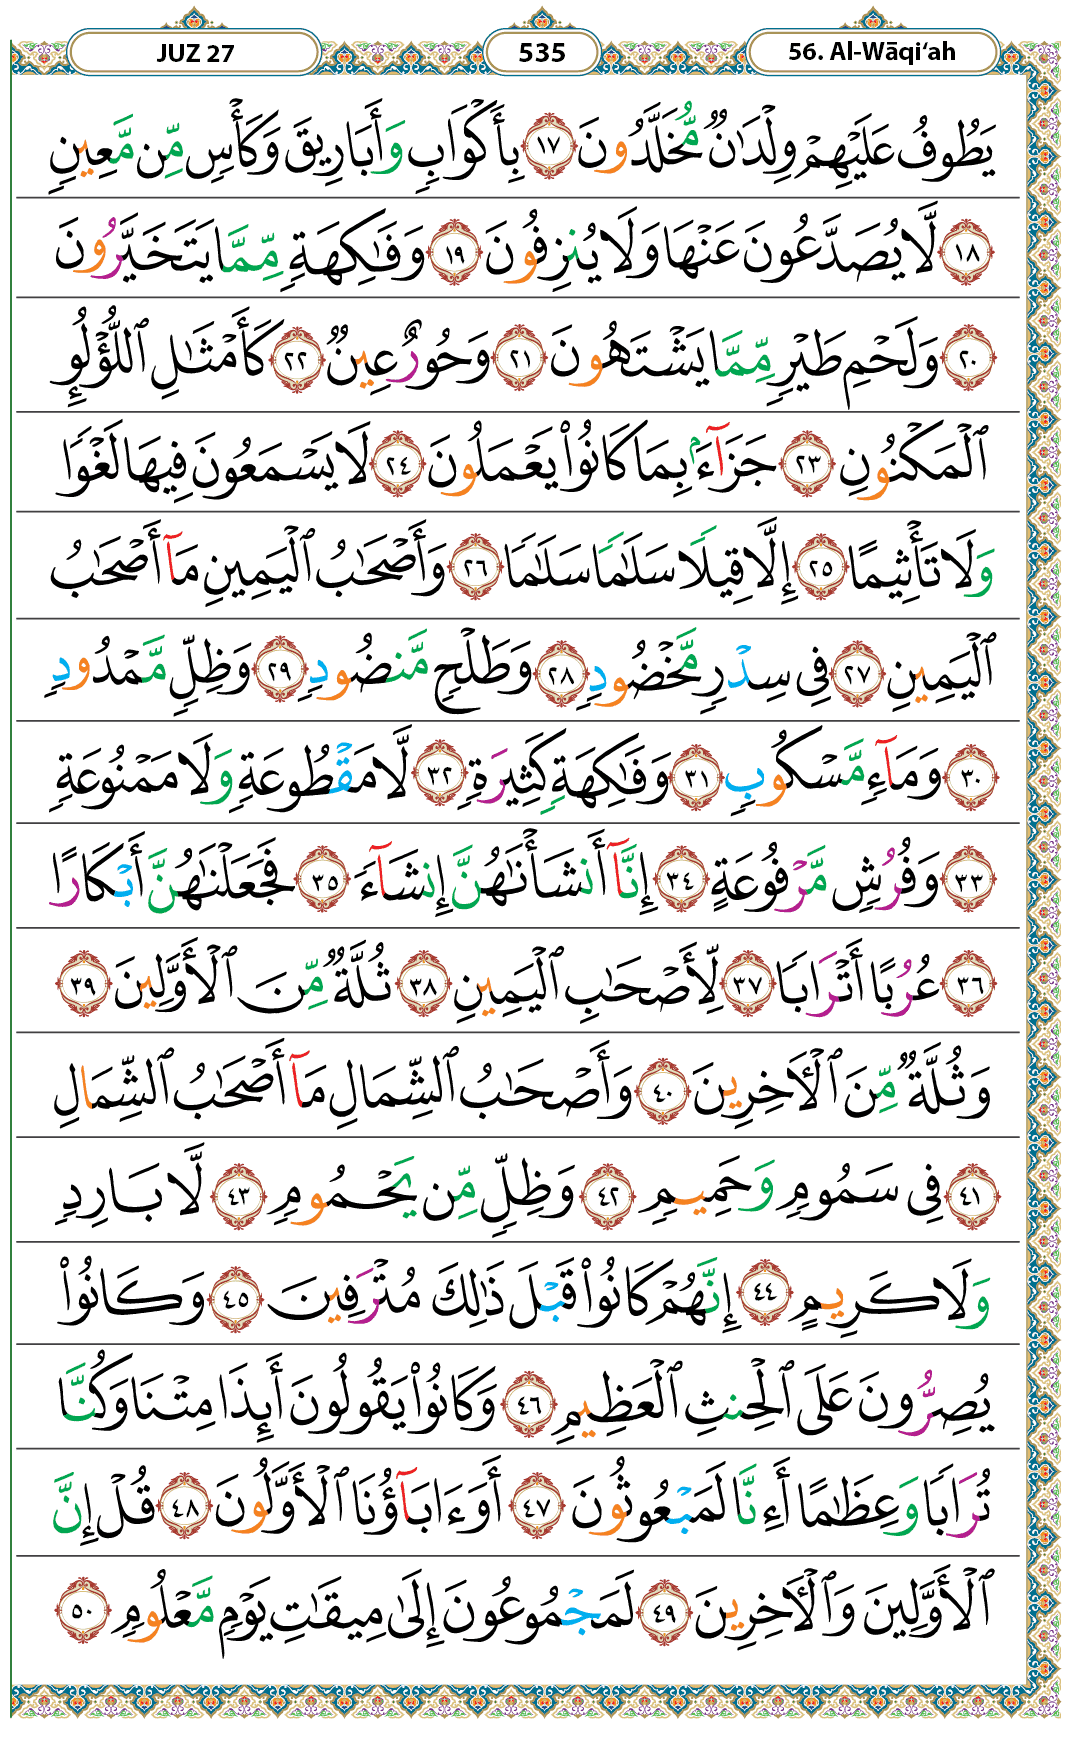 JUZ 27
535
56. Al-Wāqi‘ah
يَطُوفُ عَلَيْهِمْ وِلْدَٰنٌ مُّخَلَّدُونَ ١٧ بِأَكْوَابٍ وَأَبَارِيقَ وَكَأْسٍ مِّن مَّعِينٍ
١٨ لَّا يُصَدَّعُونَ عَنْهَا وَلَا يُنزِفُونَ ١٩ وَفَٰكِهَةٍ مِّمَّا يَتَخَيَّرُونَ
٢٠ وَلَحْمِ طَيْرٍ مِّمَّا يَشْتَهُونَ ٢١ وَحُورٌ عِينٌ ٢٢ كَأَمْثَٰلِ ٱللُّؤْلُؤِ
ٱلْمَكْنُونِ ٢٣ جَزَآءًۢ بِمَا كَانُوا۟ يَعْمَلُونَ ٢٤ لَا يَسْمَعُونَ فِيهَا لَغْوًا
وَلَا تَأْثِيمًا ٢٥ إِلَّا قِيلًا سَلَٰمًا سَلَٰمًا ٢٦ وَأَصْحَٰبُ ٱلْيَمِينِ مَآ أَصْحَٰبُ
ٱلْيَمِينِ ٢٧ فِى سِدْرٍ مَّخْضُودٍ ٢٨ وَطَلْحٍ مَّنضُودٍ ٢٩ وَظِلٍّ مَّمْدُودٍ
٣٠ وَمَآءٍ مَّسْكُوبٍ ٣١ وَفَٰكِهَةٍ كَثِيرَةٍ ٣٢ لَّا مَقْطُوعَةٍ وَلَا مَمْنُوعَةٍ
٣٣ وَفُرُشٍ مَّرْفُوعَةٍ ٣٤ إِنَّآ أَنشَأْنَٰهُنَّ إِنشَآءً ٣٥ فَجَعَلْنَٰهُنَّ أَبْكَارًا
٣٦ عُرُبًا أَتْرَابًا ٣٧ لِّأَصْحَٰبِ ٱلْيَمِينِ ٣٨ ثُلَّةٌ مِّنَ ٱلْأَوَّلِينَ ٣٩
وَثُلَّةٌ مِّنَ ٱلْـَٔاخِرِينَ ٤٠ وَأَصْحَٰبُ ٱلشِّمَالِ مَآ أَصْحَٰبُ ٱلشِّمَالِ
٤١ فِى سَمُومٍ وَحَمِيمٍ ٤٢ وَظِلٍّ مِّن يَحْمُومٍ ٤٣ لَّا بَارِدٍ
وَلَا كَرِيمٍ ٤٤ إِنَّهُمْ كَانُوا۟ قَبْلَ ذَٰلِكَ مُتْرَفِينَ ٤٥ وَكَانُوا۟
يُصِرُّونَ عَلَى ٱلْحِنثِ ٱلْعَظِيمِ ٤٦ وَكَانُوا۟ يَقُولُونَ أَئِذَا مِتْنَا وَكُنَّا
تُرَابًا وَعِظَٰمًا أَءِنَّا لَمَبْعُوثُونَ ٤٧ أَوَءَابَآؤُنَا ٱلْأَوَّلُونَ ٤٨ قُلْ إِنَّ
ٱلْأَوَّلِينَ وَٱلْـَٔاخِرِينَ ٤٩ لَمَجْمُوعُونَ إِلَىٰ مِيقَٰتِ يَوْمٍ مَّعْلُومٍ ٥٠